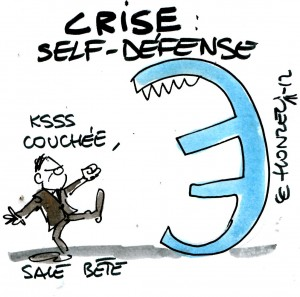 CRISE :
SELF-DÉFENSE
KSSS
COUCHÉE,
SALE BÊTE